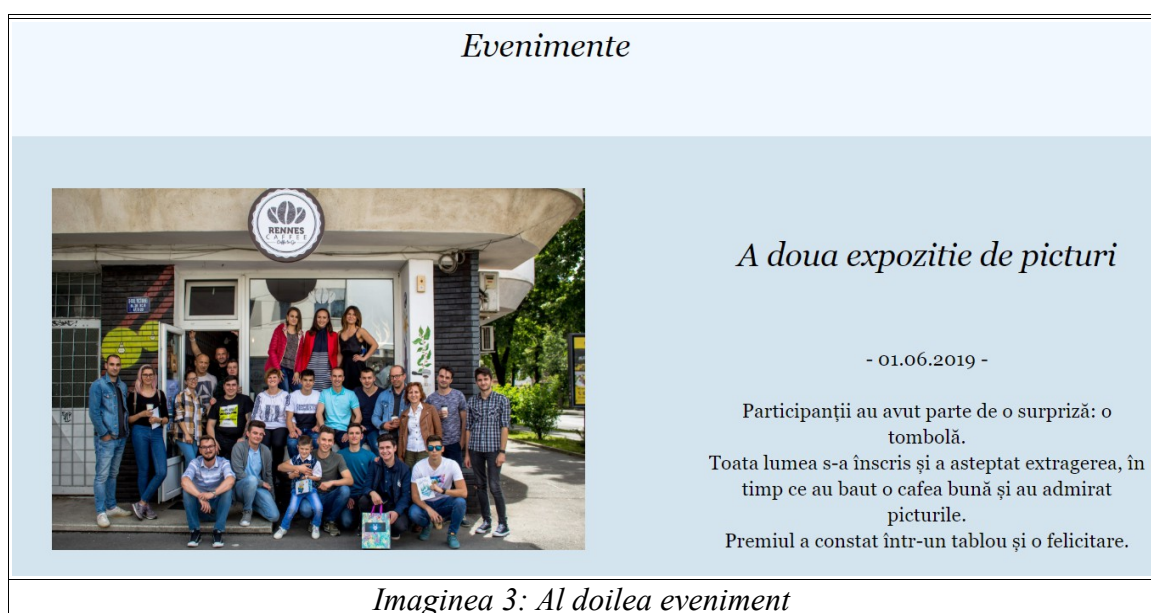 Evenimente
RENNES
CAFFEE
A doua expozitie de picturi
- 01.06.2019 -
Participanții au avut parte de o surpriză: o
tombolă.
Toata lumea s-a înscris și a asteptat extragerea, în
timp ce au baut o cafea bună și au admirat
picturile.
Premiul a constat într-un tablou și o felicitare.
Imaginea 3: Al doilea eveniment